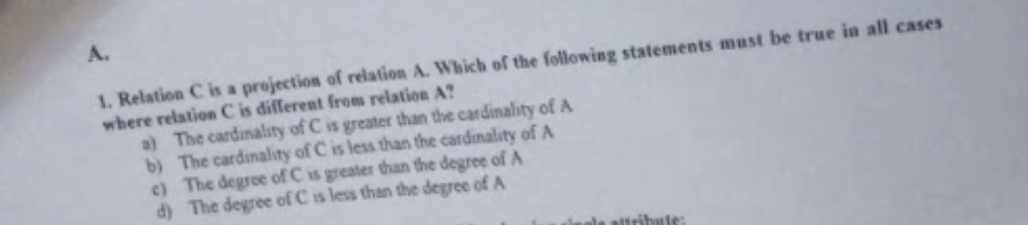 A.
1. Relation C is a projection of relation A. Which of the following statements must be true in all cases
where relation C is different from relation A?
a) The cardinality of C is greater than the cardinality of A
b) The cardinality of C is less than the cardinality of A
c) The degree of C is greater than the degree of A
d) The degree of C is less than the degree of A
single attribute: